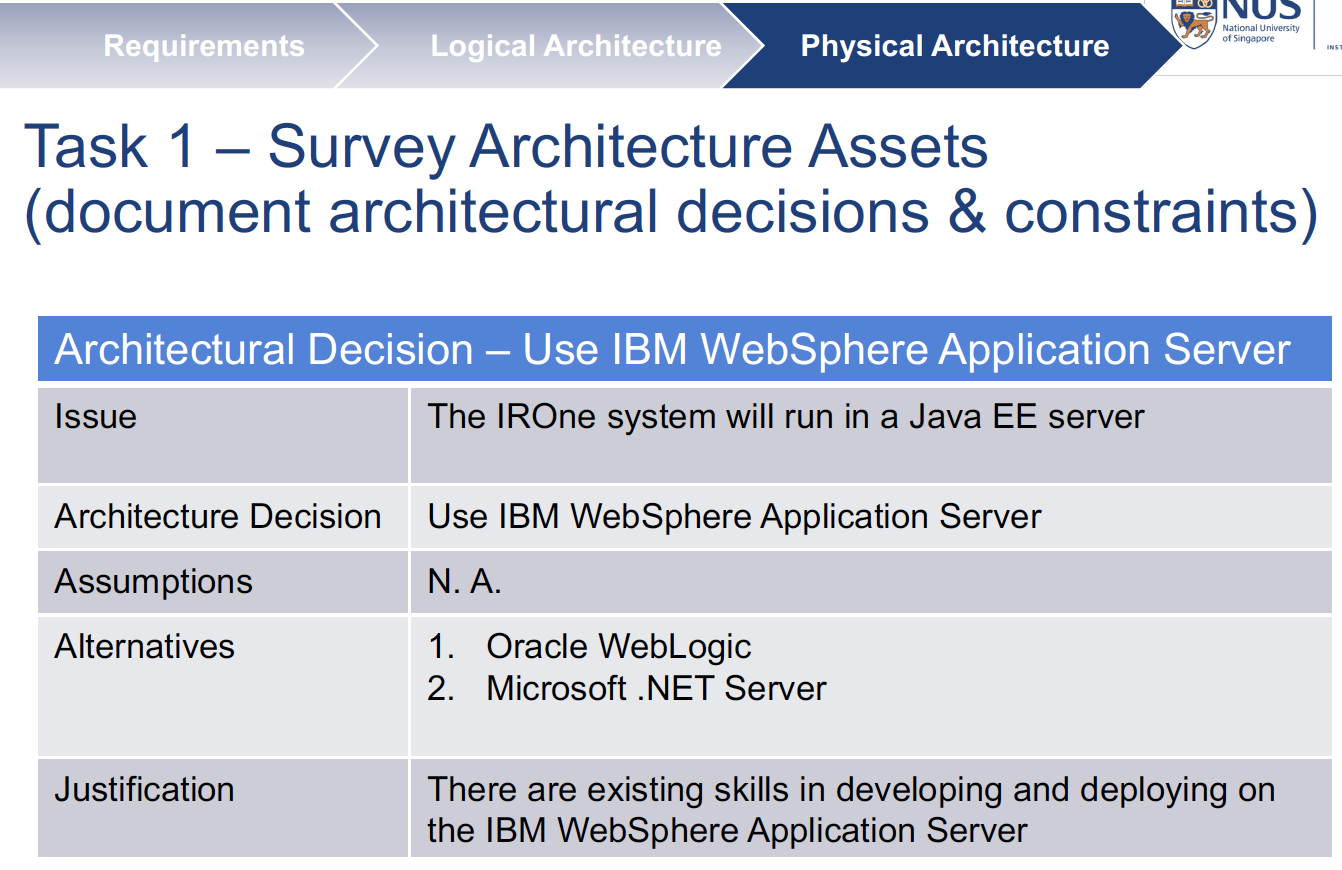 Requirements
Logical Architecture
Physical Architecture
NUS
National University
of Singapore
INST
Task 1 – Survey Architecture Assets
(document architectural decisions & constraints)
Architectural Decision – Use IBM WebSphere Application Server
Issue
The IROne system will run in a Java EE server
Architecture Decision
Use IBM WebSphere Application Server
Assumptions
N. A.
Alternatives
1. Oracle WebLogic
2. Microsoft .NET Server
Justification
There are existing skills in developing and deploying on
the IBM WebSphere Application Server